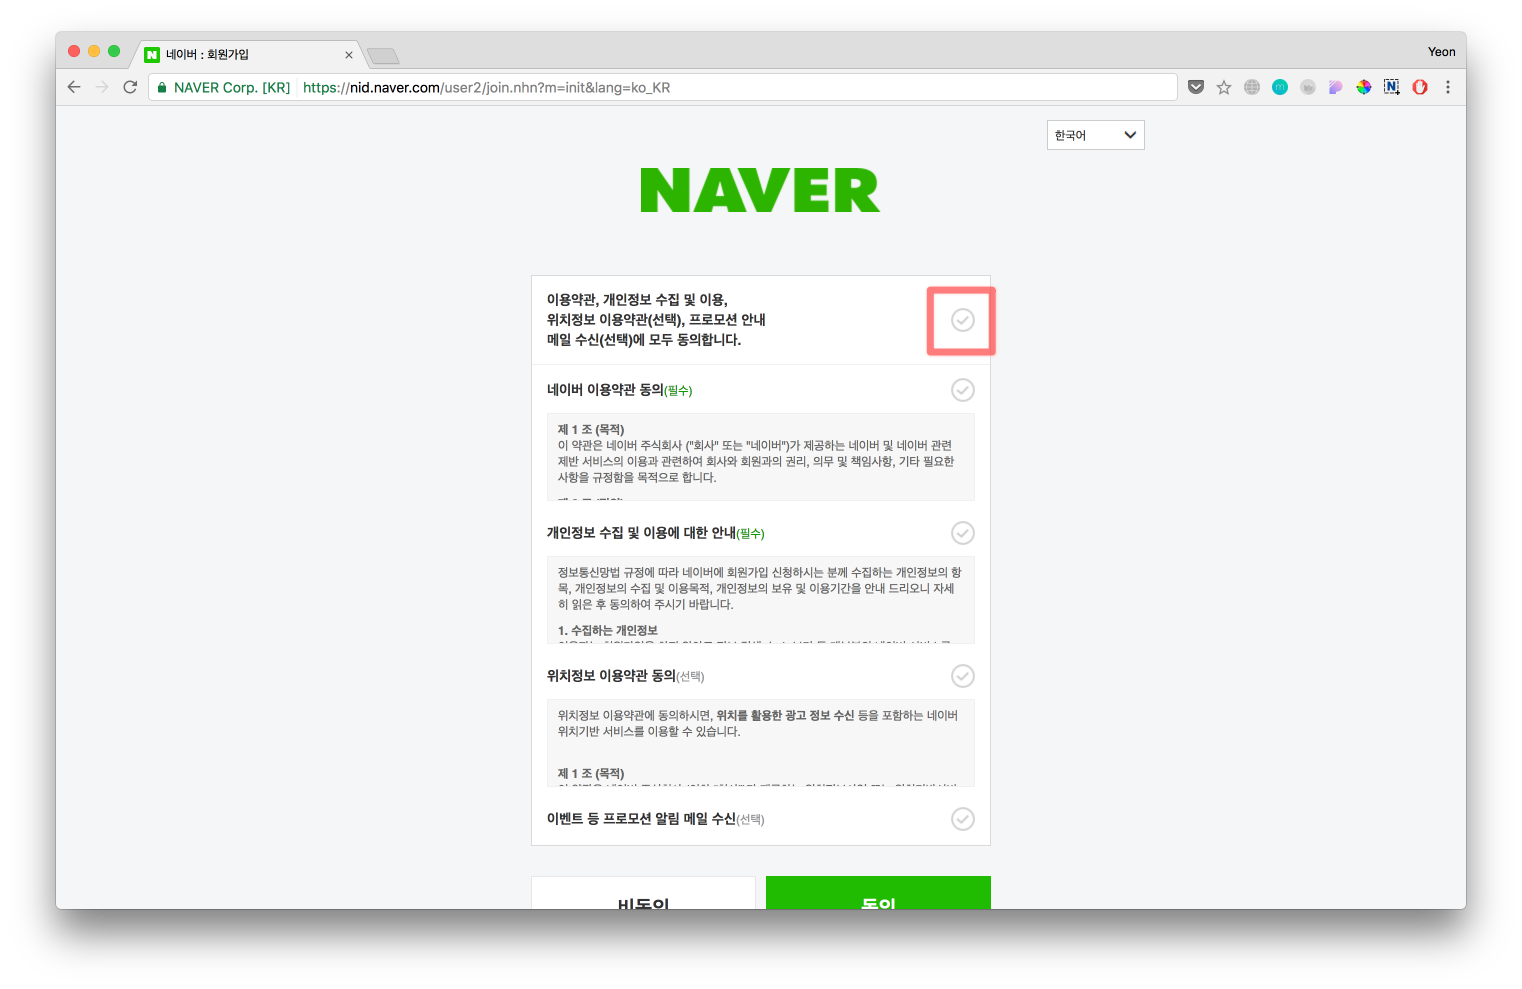 네이버 : 회원가입
Yeon
NAVER Corp. [KR] https://nid.naver.com/user2/join.nhn?m=init&lang=ko_KR
한국어
NAVER
이용약관, 개인정보 수집 및 이용,
위치정보 이용약관(선택), 프로모션 안내
메일 수신(선택)에 모두 동의합니다.
네이버 이용약관 동의(필수)
제 1 조 (목적)
이 약관은 네이버 주식회사 ("회사" 또는 "네이버")가 제공하는 네이버 및 네이버 관련
제반 서비스의 이용과 관련하여 회사와 회원과의 권리, 의무 및 책임사항, 기타 필요한
사항을 규정함을 목적으로 합니다.
개인정보 수집 및 이용에 대한 안내(필수)
정보통신망법 규정에 따라 네이버에 회원가입 신청하시는 분께 수집하는 개인정보의 항
목, 개인정보의 수집 및 이용목적, 개인정보의 보유 및 이용기간을 안내 드리오니 자세
히 읽은 후 동의하여 주시기 바랍니다.
1. 수집하는 개인정보
위치정보 이용약관 동의(선택)
위치정보 이용약관에 동의하시면, 위치를 활용한 광고 정보 수신 등을 포함하는 네이버
위치기반 서비스를 이용할 수 있습니다.
제 1 조 (목적)
이벤트 등 프로모션 알림 메일 수신(선택)
비동의 동의